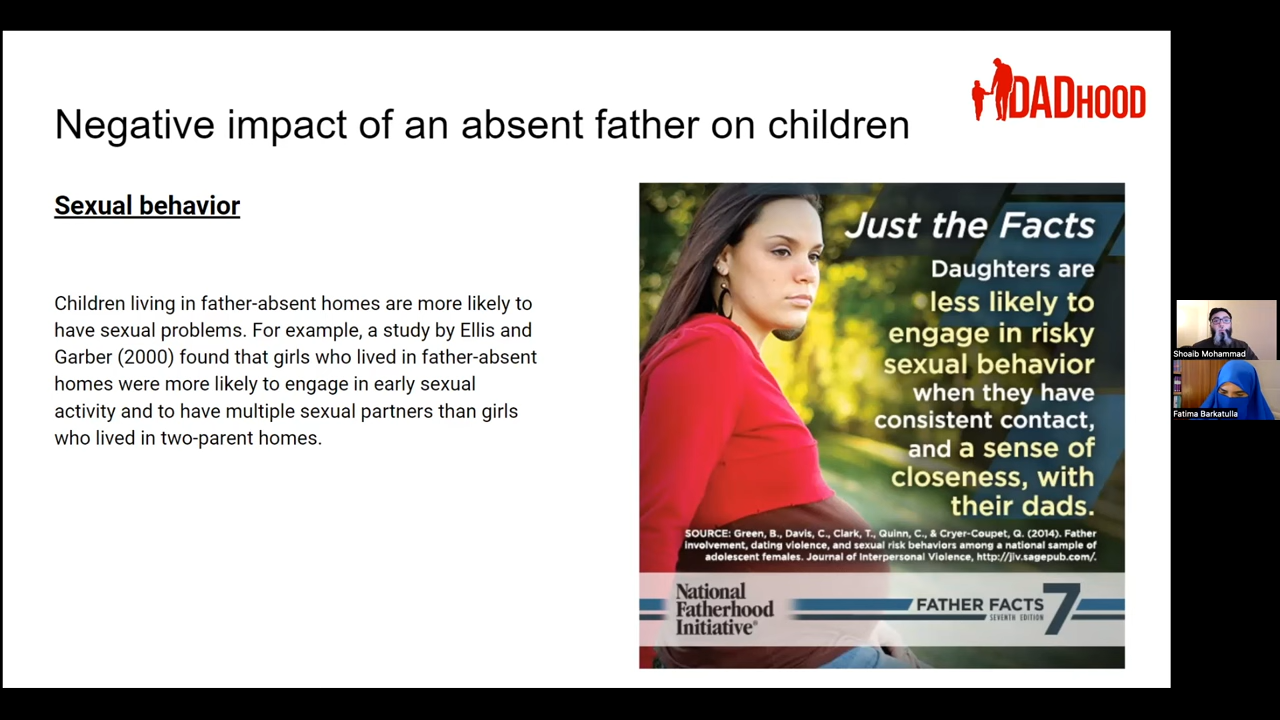 DADHOOD
Negative impact of an absent father on children
Sexual behavior
Children living in father-absent homes are more likely to
have sexual problems. For example, a study by Ellis and
Garber (2000) found that girls who lived in father-absent
homes were more likely to engage in early sexual
activity and to have multiple sexual partners than girls
who lived in two-parent homes.
Just the Facts
Daughters are
less likely to
engage in risky
sexual behavior
when they have
consistent contact,
and a sense of
closeness, with
their dads.
SOURCE: Green, B., Davis, C., Clark, T., Quinn, C., & Cryer-Coupet, Q. (2014). Father
involvement, dating violence, and sexual risk behaviors among a national sample of
adolescent females. Journal of Interpersonal Violence, http://jiv.sagepub.com/.
National
Fatherhood
Initiative®
FATHER FACTS 7
SEVENTH EDITION
Shoaib Mohammad
Fatima Barkatulla